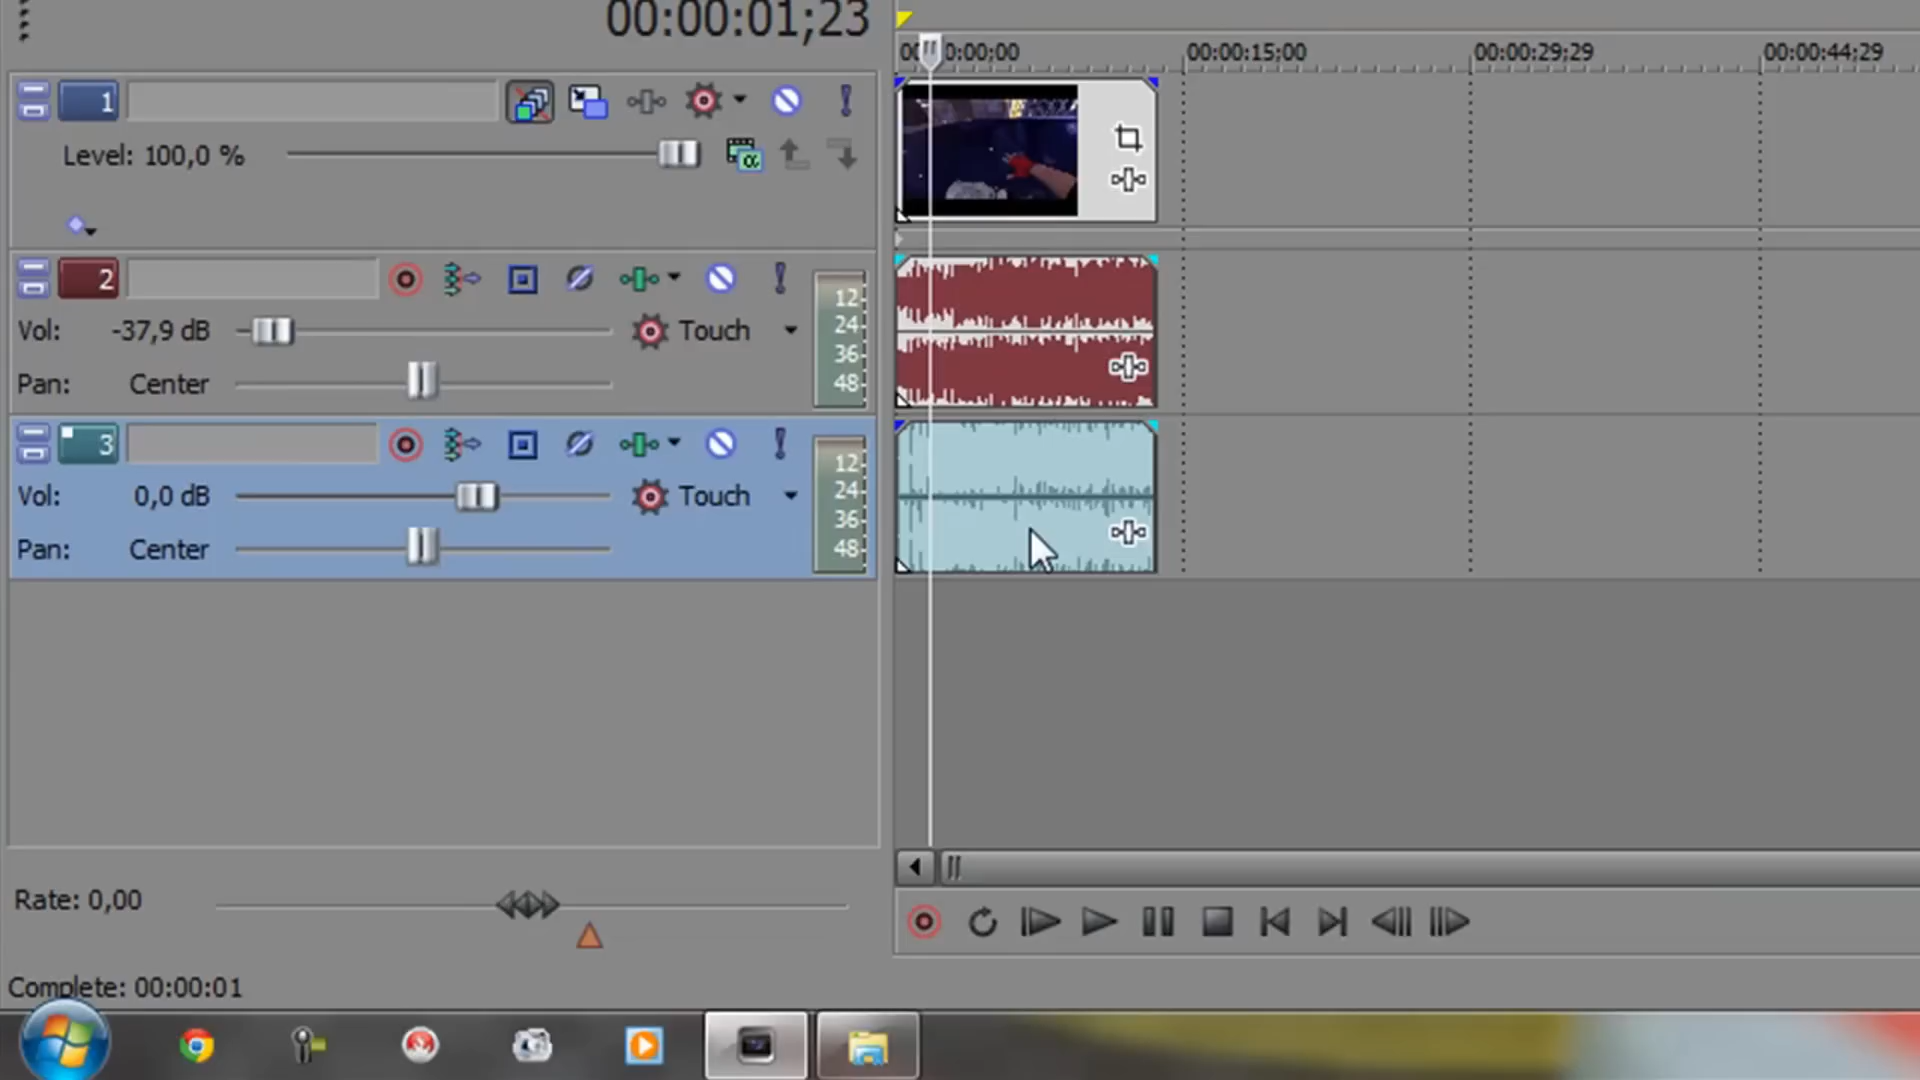 00:00:01;23
00:00:00;00 00:00:15;00 00:00:29;29 00:00:44;29
1
Level: 100,0 %
2
Vol: -37,9 dB Touch
Pan: Center
12
24
36
48
3
Vol: 0,0 dB Touch
Pan: Center
12
24
36
48
Rate: 0,00
Complete: 00:00:01